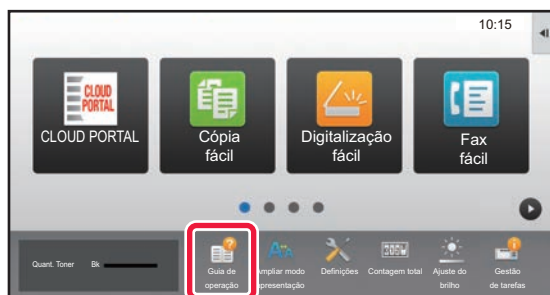 10:15
CLOUD
PORTAL
CLOUD PORTAL
Cópia
fácil
Digitalização
fácil
Fax
fácil
Quant. Toner Bk
Guia de
operação
Ampliar modo
apresentação
Definições
Contagem total
Ajuste do
brilho
Gestão
de tarefas